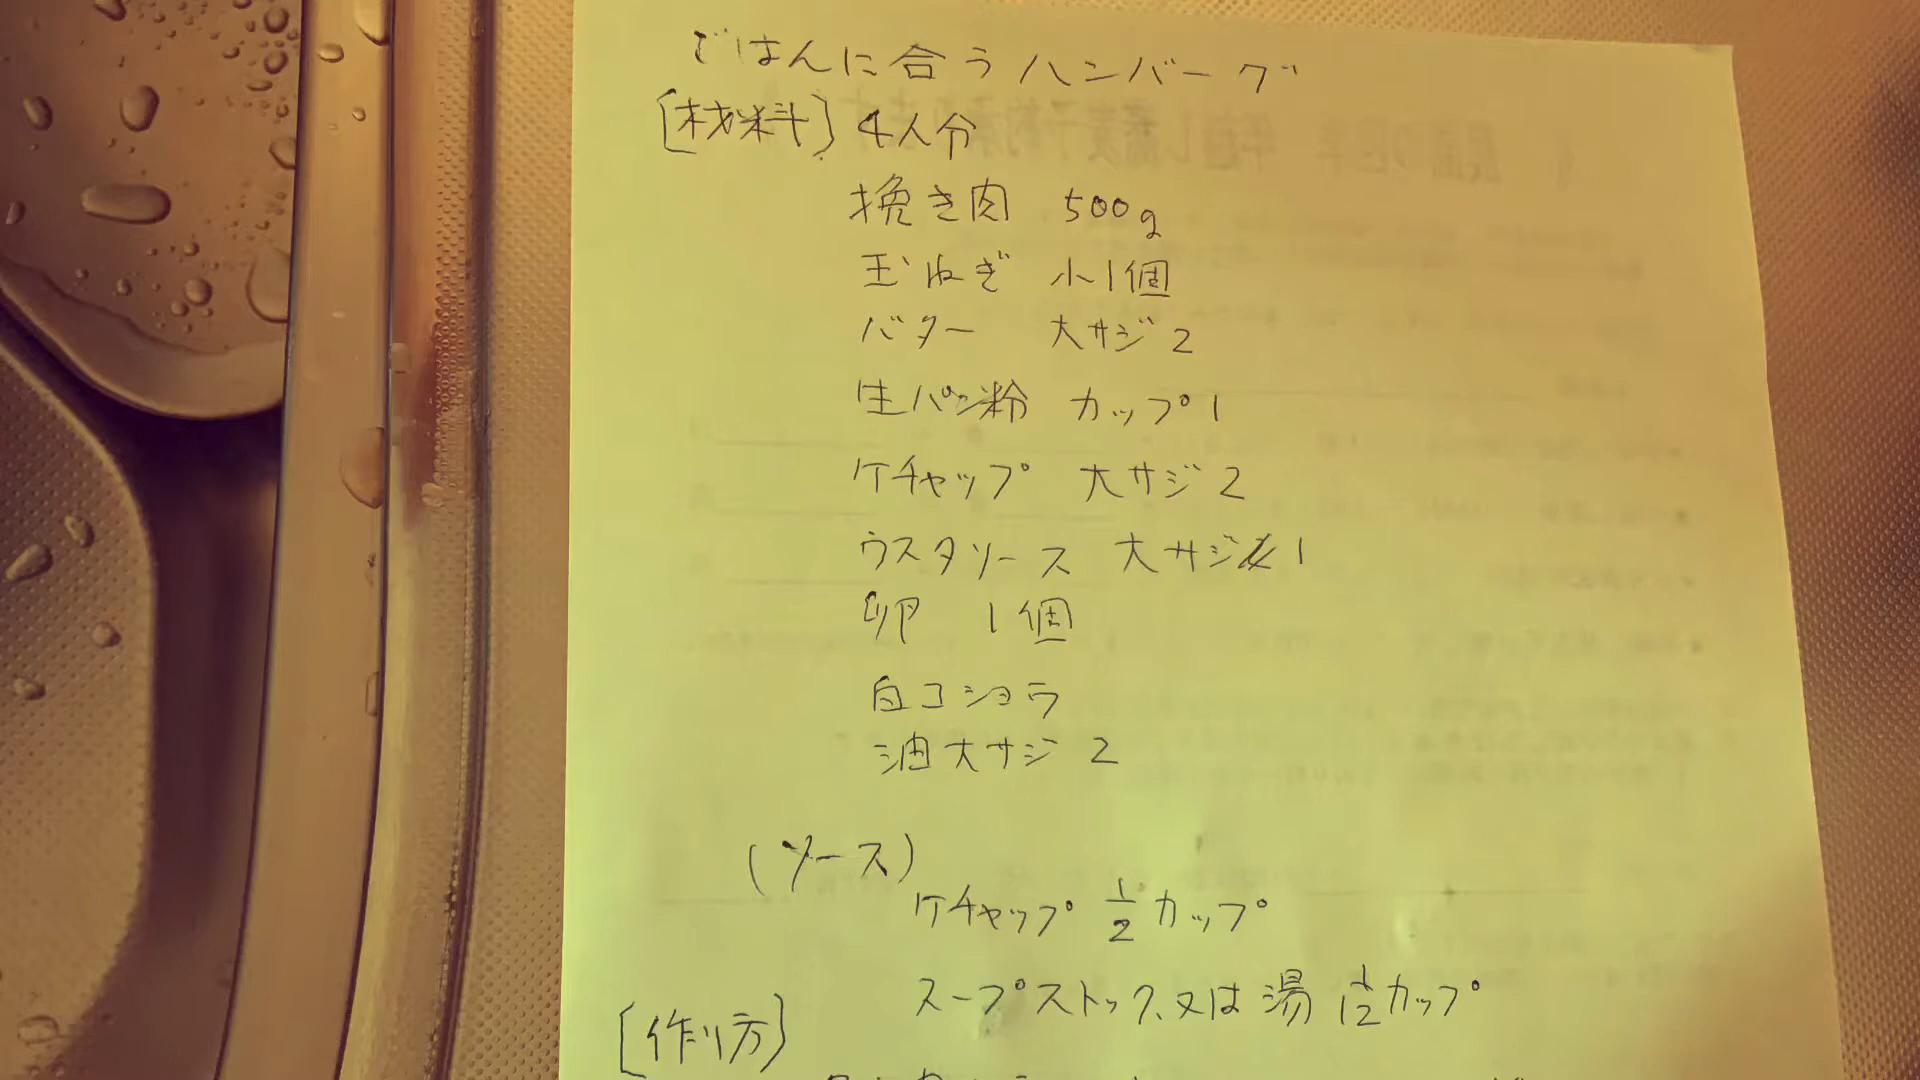 ごはんに合うハンバーグ
[材料] 4人分
挽き肉 500g
玉ねぎ 小1個
バター 大サジ2
生パン粉 カップ1
ケチャップ 大サジ2
ウスタソース 大サジ1
卵 1個
白コショウ
油大サジ2
(ソース)
ケチャップ 1/2カップ
スープストック、又は湯 1/2カップ
[作り方]